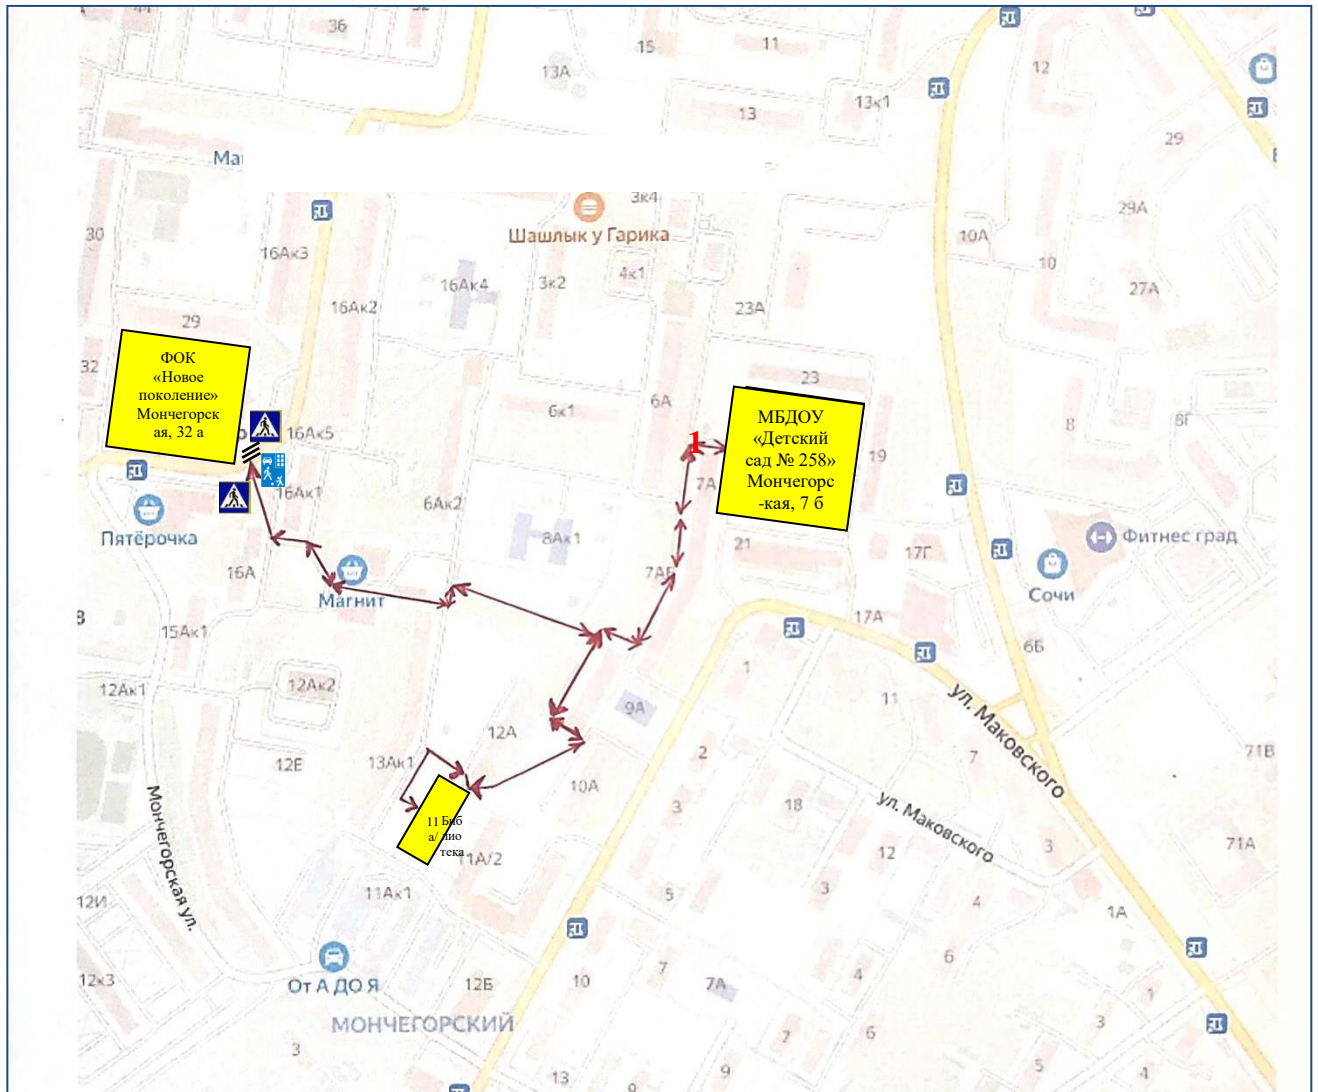 36
15
11
13А
12
13
13к1
29
Ма
3к4
29А
30
Шашлык у Гарика
10А
16Ак3
10
4к1
16Ак4
3к2
27А
16Ак2
23А
29
32
ФОК
«Новое
поколение»
Мончегорск
ая, 32 а
23
6А
6к1
МБДОУ
«Детский
сад № 258»
Мончегорс
-кая, 7 б
8
8Г
16Ак5
1
19
7А
16Ак1
6Ак2
Пятёрочка
8Ак1
21
17Г
Фитнес град
16А
7АБ
Сочи
Магнит
17А
15Ак1
6Б
1
12Ак1
12Ак2
9А
11
ул. Маковского
12А
2
71В
12Е
13Ак1
7
10А
3
18
ул. Маковского
Мончегорская ул.
11
а/
Биб
лио
тека
3
71А
12
11А/2
11Ак1
5
3
4
12И
1А
6
12к3
От А ДО Я
12Б
10
7
7А
4
1
МОНЧЕГОРСКИЙ
3
3
7
6
13
9
9
5
4